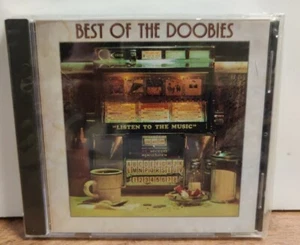 BEST OF THE DOOBIES
"LISTEN TO THE MUSIC"